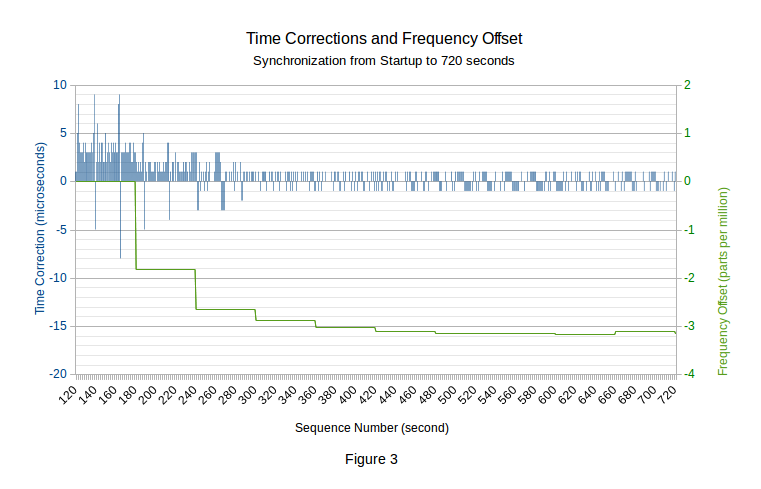 Time Corrections and Frequency Offset
Synchronization from Startup to 720 seconds
10
5
0
-5
-10
-15
-20
Time Correction (microseconds)
2
1
0
-1
-2
-3
-4
Frequency Offset (parts per million)
120 140 160 180 200 220 240 260 280 300 320 340 360 380 400 420 440 460 480 500 520 540 560 580 600 620 640 660 680 700 720
Sequence Number (second)
Figure 3